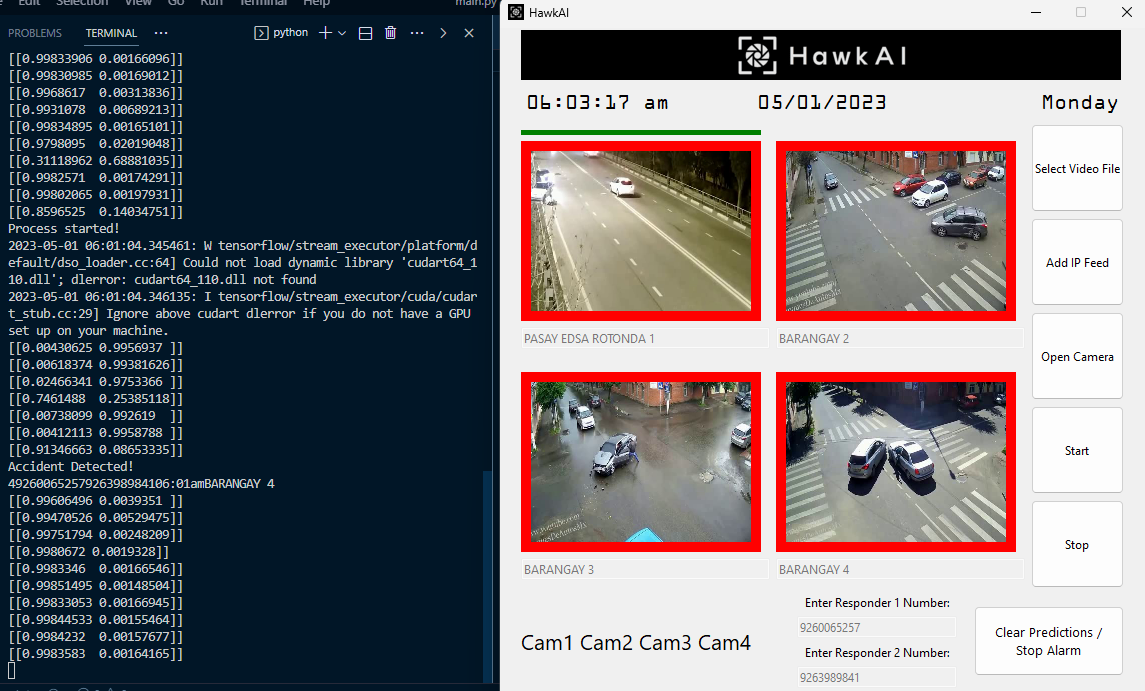 Edit Selection View Go Run Terminal Help main.py
PROBLEMS TERMINAL ··· python
[[0.99833906 0.00166096]]
[[0.99830985 0.00169012]]
[[0.9968617  0.00313836]]
[[0.9931078  0.00689213]]
[[0.99834895 0.00165101]]
[[0.9798095  0.02019048]]
[[0.31118962 0.68881035]]
[[0.9982571  0.00174291]]
[[0.99802065 0.00197931]]
[[0.8596525  0.14034751]]
Process started!
2023-05-01 06:01:04.345461: W tensorflow/stream_executor/platform/d
efault/dso_loader.cc:64] Could not load dynamic library 'cudart64_1
10.dll'; dlerror: cudart64_110.dll not found
2023-05-01 06:01:04.346135: I tensorflow/stream_executor/cuda/cudar
t_stub.cc:29] Ignore above cudart dlerror if you do not have a GPU
set up on your machine.
[[0.00430625 0.9956937 ]]
[[0.00618374 0.99381626]]
[[0.02466341 0.9753366 ]]
[[0.7461488  0.25385118]]
[[0.00738099 0.992619  ]]
[[0.00412113 0.9958788 ]]
[[0.91346663 0.08653335]]
Accident Detected!
49260065257926398984106:01amBARANGAY 4
[[0.99606496 0.0039351 ]]
[[0.99470526 0.00529475]]
[[0.99751794 0.00248209]]
[[0.9980672 0.0019328]]
[[0.9983346  0.00166546]]
[[0.99851495 0.00148504]]
[[0.99833053 0.00166945]]
[[0.99844533 0.00155464]]
[[0.9984232  0.00157677]]
[[0.9983583  0.00164165]]
HawkAI
HawkAI
06:03:17 am 05/01/2023 Monday
PASAY EDSA ROTONDA 1
BARANGAY 2
BARANGAY 3
BARANGAY 4
Select Video File
Add IP Feed
Open Camera
Start
Stop
Cam1 Cam2 Cam3 Cam4
Enter Responder 1 Number:
9260065257
Enter Responder 2 Number:
9263989841
Clear Predictions /
Stop Alarm